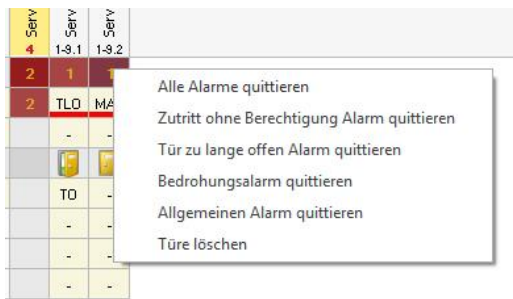 Serv Serv Serv
4 1-9.1 1-9.2
2 1 1
2 TLO MA
- -
TO -
- -
- -
- -
Alle Alarme quittieren
Zutritt ohne Berechtigung Alarm quittieren
Tür zu lange offen Alarm quittieren
Bedrohungsalarm quittieren
Allgemeinen Alarm quittieren
Türe löschen